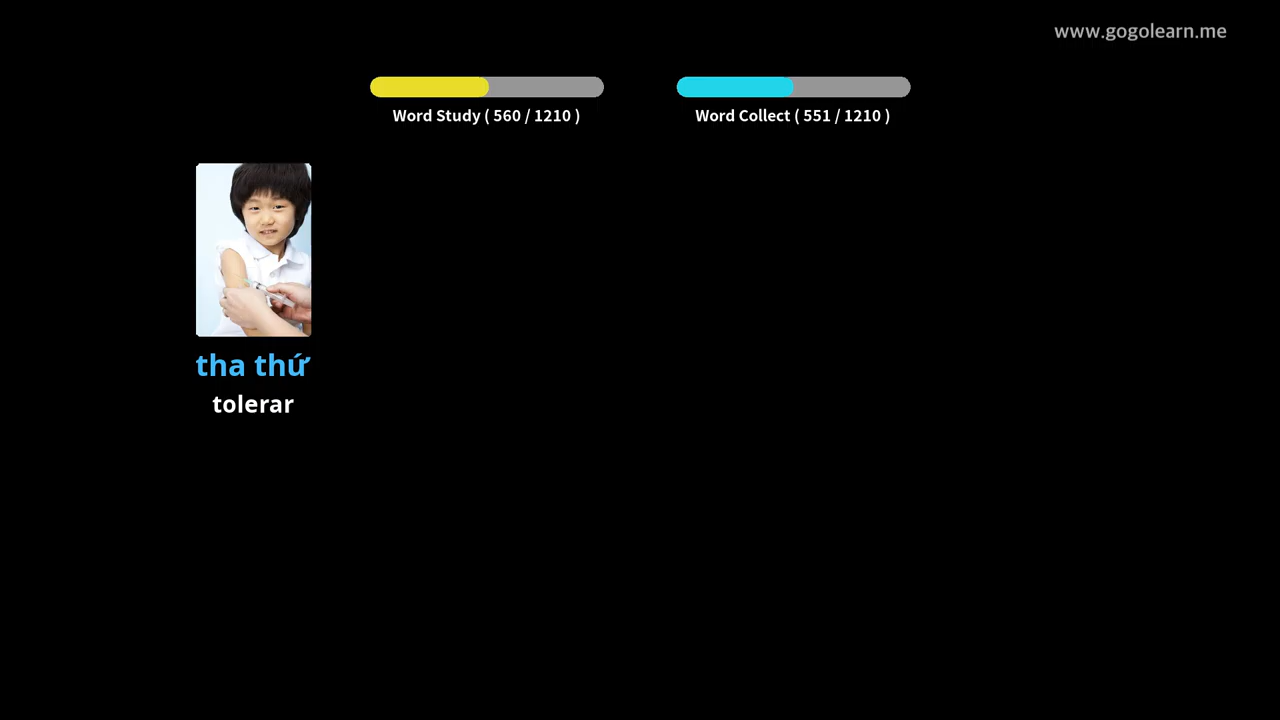 www.gogolearn.me
Word Study ( 560 / 1210 )
Word Collect ( 551 / 1210 )
tha thứ
tolerar